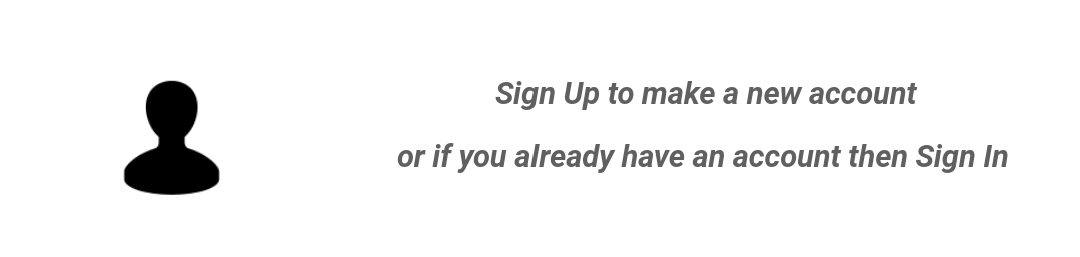 Sign Up to make a new account
or if you already have an account then Sign In